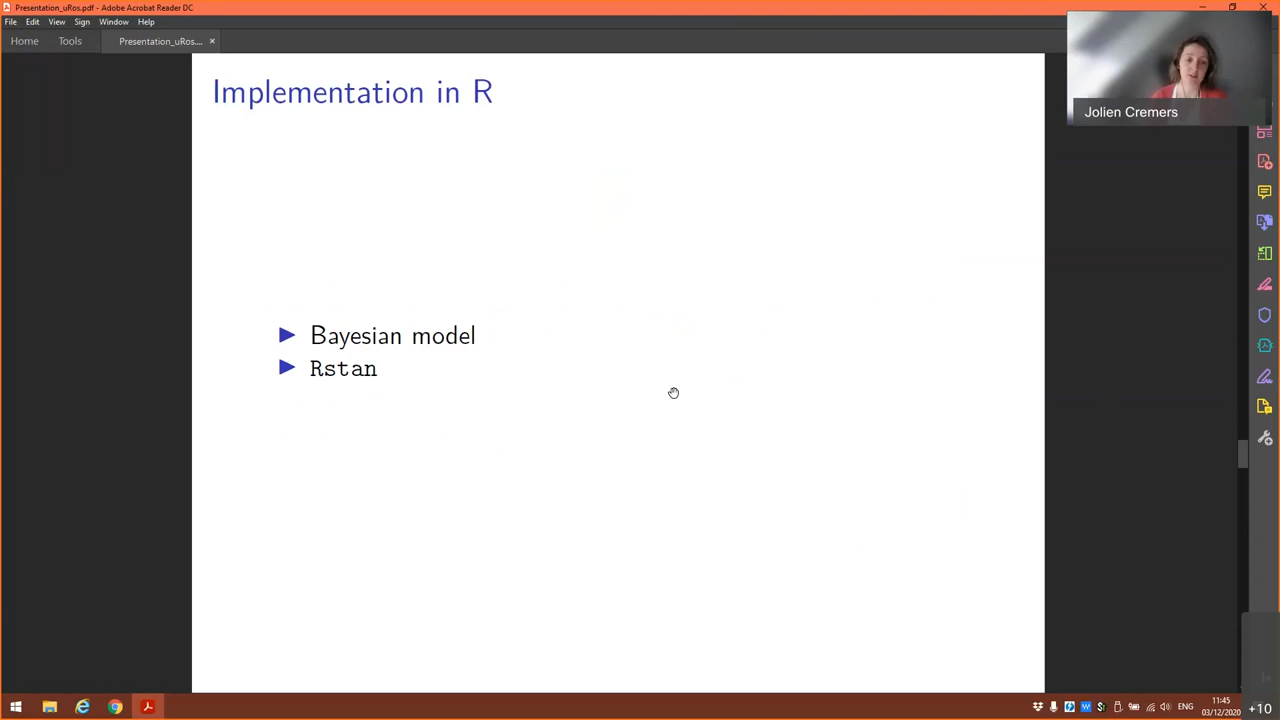 Presentation_uRos.pdf - Adobe Acrobat Reader DC
File Edit View Sign Window Help
Home Tools Presentation_uRos....
Jolien Cremers
Implementation in R
Bayesian model
Rstan
ENG
11:45
03/12/2020
+10